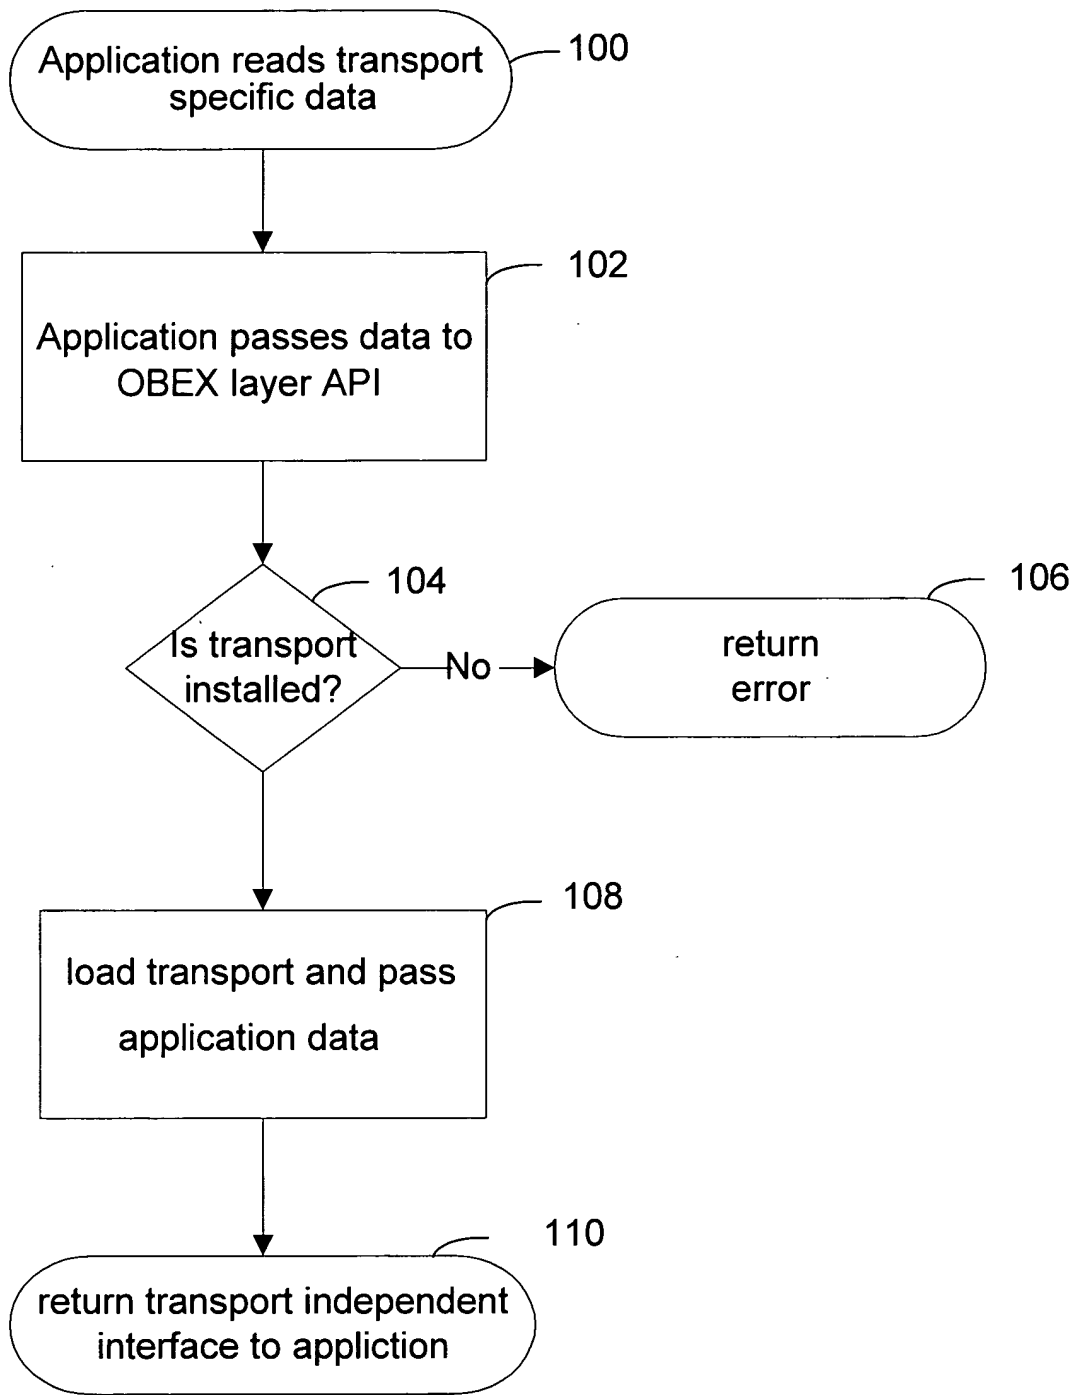 Application reads transport
specific data
100
Application passes data to
OBEX layer API
102
Is transport
installed?
104
No
return
error
106
load transport and pass
application data
108
return transport independent
interface to appliction
110